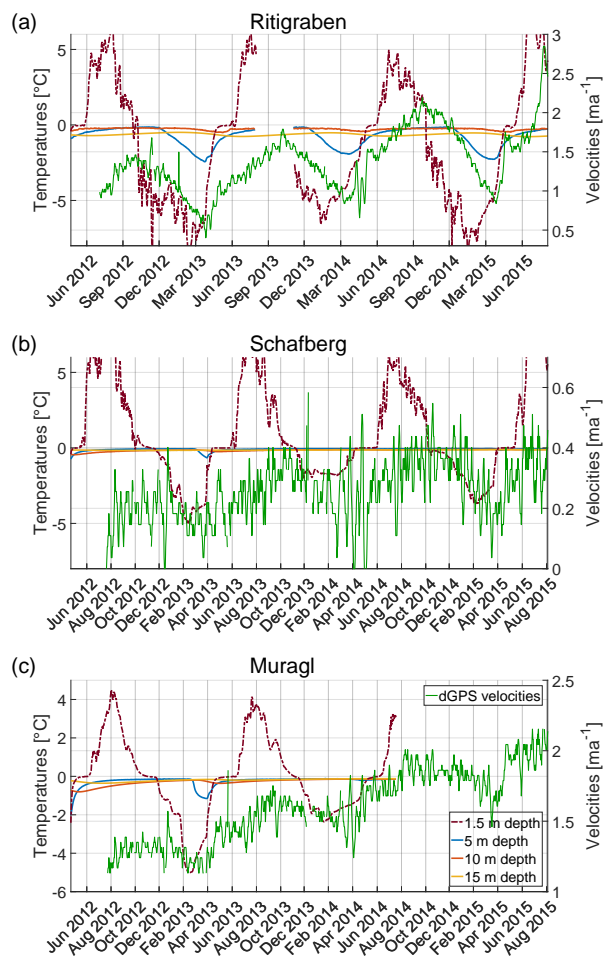 (a) Ritigraben
Temperatures [°C]
5
0
-5
Velocities [ma⁻¹]
3
2.5
2
1.5
1
0.5
Jun 2012 Sep 2012 Dec 2012 Mar 2013 Jun 2013 Sep 2013 Dec 2013 Mar 2014 Jun 2014 Sep 2014 Dec 2014 Mar 2015 Jun 2015
(b) Schafberg
Temperatures [°C]
5
0
-5
Velocities [ma⁻¹]
0.6
0.4
0.2
0
Jun 2012 Aug 2012 Oct 2012 Dec 2012 Feb 2013 Apr 2013 Jun 2013 Aug 2013 Oct 2013 Dec 2013 Feb 2014 Apr 2014 Jun 2014 Aug 2014 Oct 2014 Dec 2014 Feb 2015 Apr 2015 Jun 2015 Aug 2015
(c) Muragl
Temperatures [°C]
4
2
0
-2
-4
-6
Velocities [ma⁻¹]
2.5
2
1.5
1
dGPS velocities
1.5 m depth
5 m depth
10 m depth
15 m depth
Jun 2012 Aug 2012 Oct 2012 Dec 2012 Feb 2013 Apr 2013 Jun 2013 Aug 2013 Oct 2013 Dec 2013 Feb 2014 Apr 2014 Jun 2014 Aug 2014 Oct 2014 Dec 2014 Feb 2015 Apr 2015 Jun 2015 Aug 2015